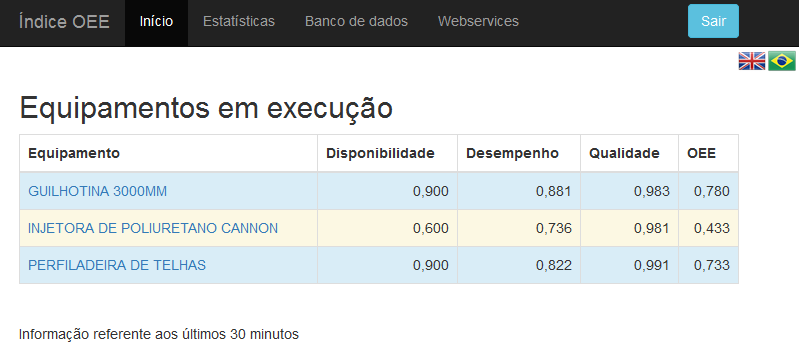 Índice OEE Início Estatísticas Banco de dados Webservices Sair
Equipamentos em execução
Equipamento Disponibilidade Desempenho Qualidade OEE
GUILHOTINA 3000MM 0,900 0,881 0,983 0,780
INJETORA DE POLIURETANO CANNON 0,600 0,736 0,981 0,433
PERFILADEIRA DE TELHAS 0,900 0,822 0,991 0,733
Informação referente aos últimos 30 minutos